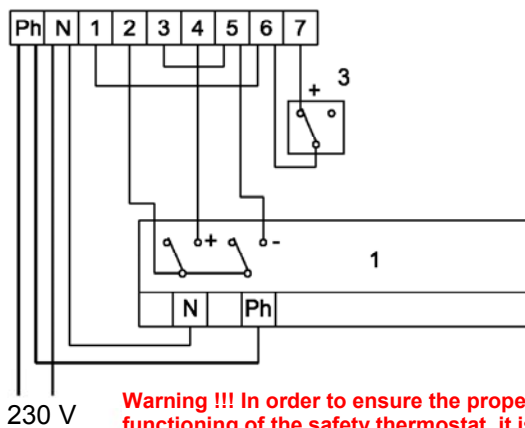 Ph N 1 2 3 4 5 6 7
3
+
+ -
1
N Ph
230 V
Warning !!! In order to ensure the prope
functioning of the safety thermostat, it is